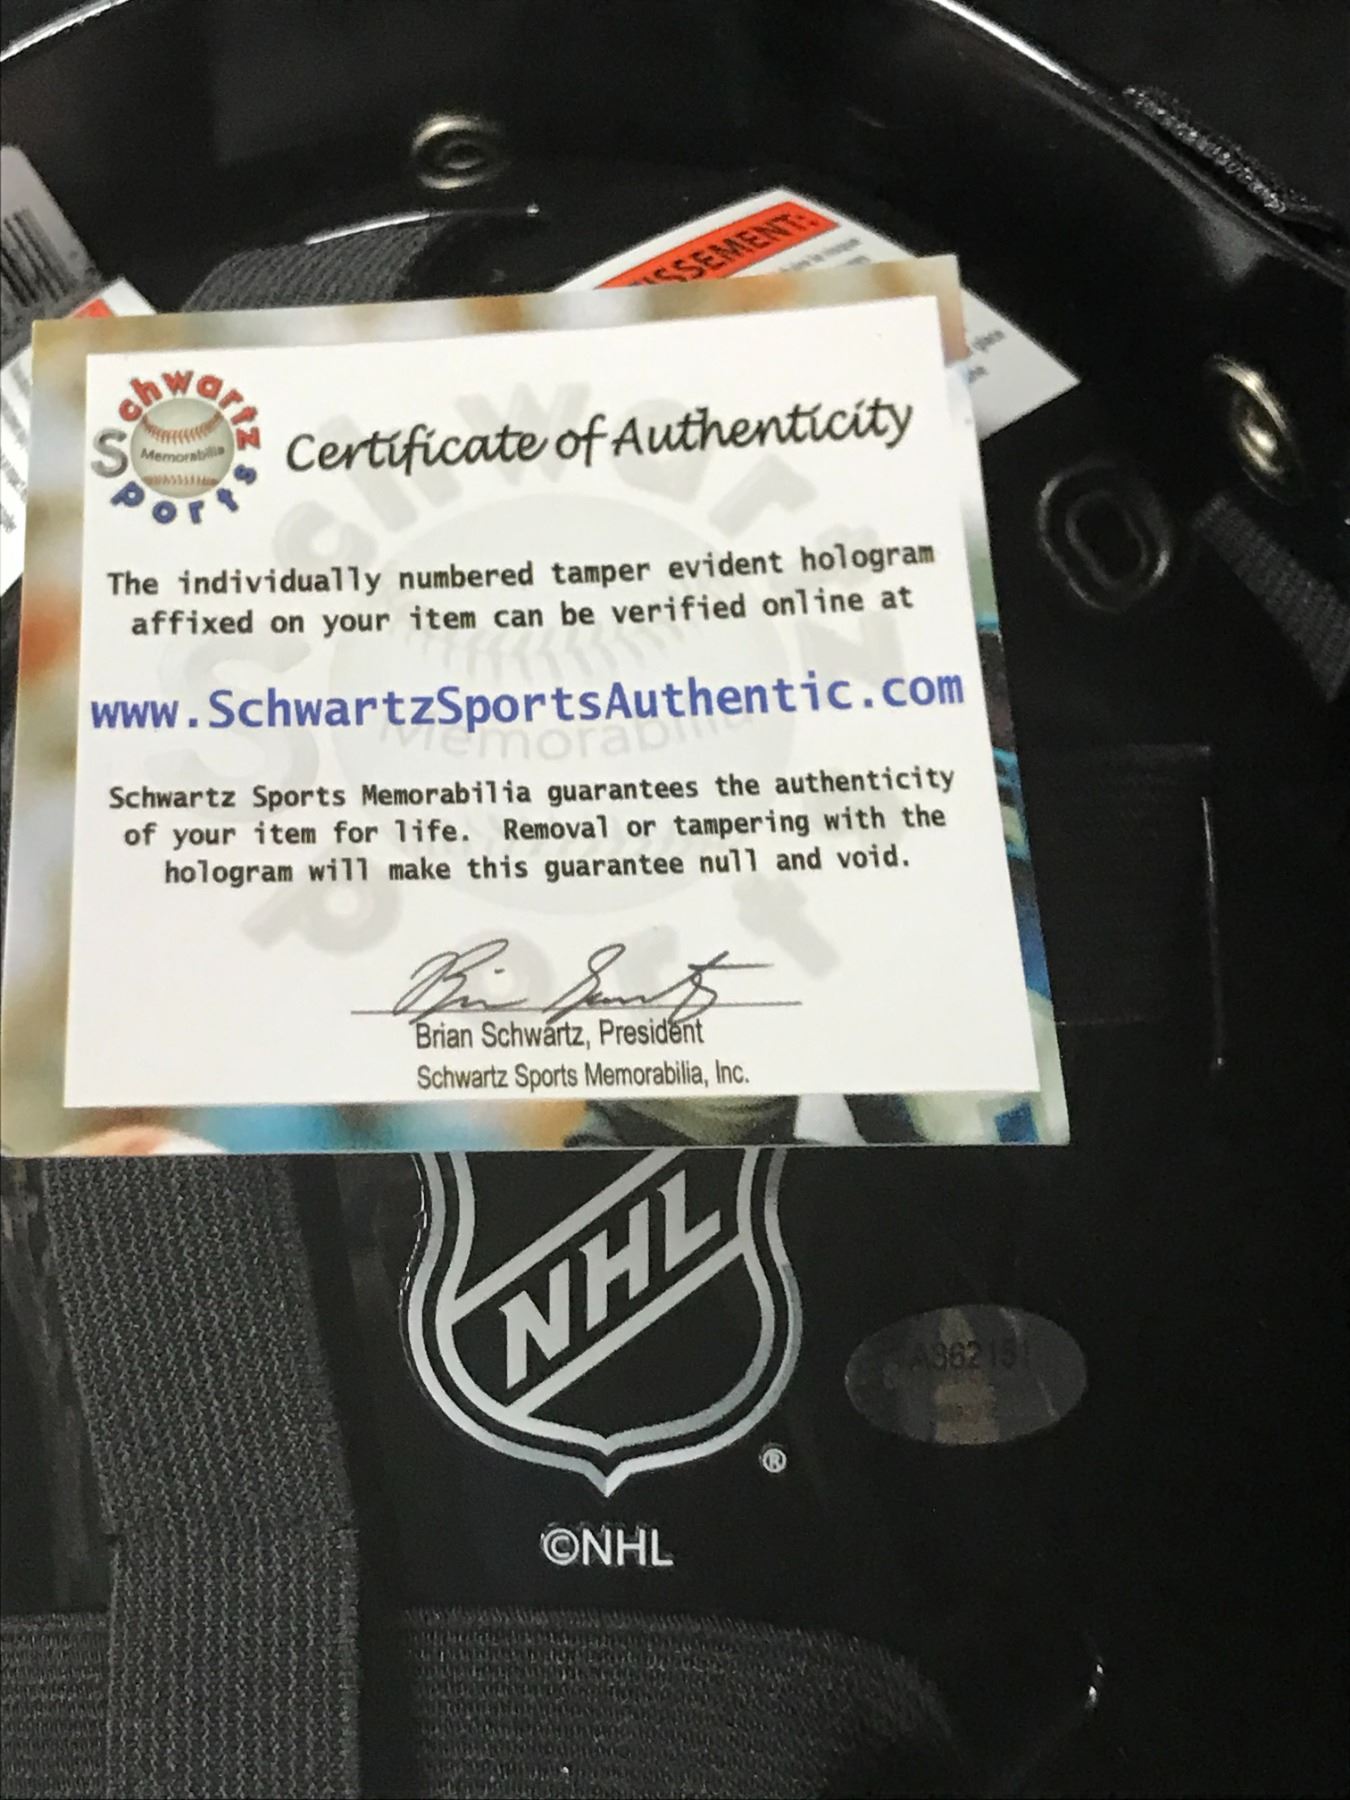 ISSEMENT:
Schwartz
Sports
Memorabilia
Certificate of Authenticity
The individually numbered tamper evident hologram
affixed on your item can be verified online at
www.SchwartzSportsAuthentic.com
Schwartz Sports Memorabilia guarantees the authenticity
of your item for life. Removal or tampering with the
hologram will make this guarantee null and void.
Brian Schwartz, President
Schwartz Sports Memorabilia, Inc.
NHL
®
A362151
©NHL